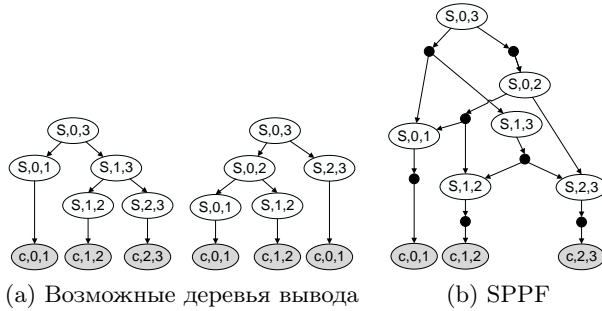 S,0,3
S,0,2
S,0,1
S,1,3
S,1,2
S,2,3
c,0,1
c,1,2
c,2,3
S,0,3
S,0,1
S,1,3
S,1,2
S,2,3
c,0,1
c,1,2
c,2,3
S,0,3
S,0,2
S,2,3
S,0,1
S,1,2
c,0,1
c,1,2
c,0,1
(a) Возможные деревья вывода
(b) SPPF